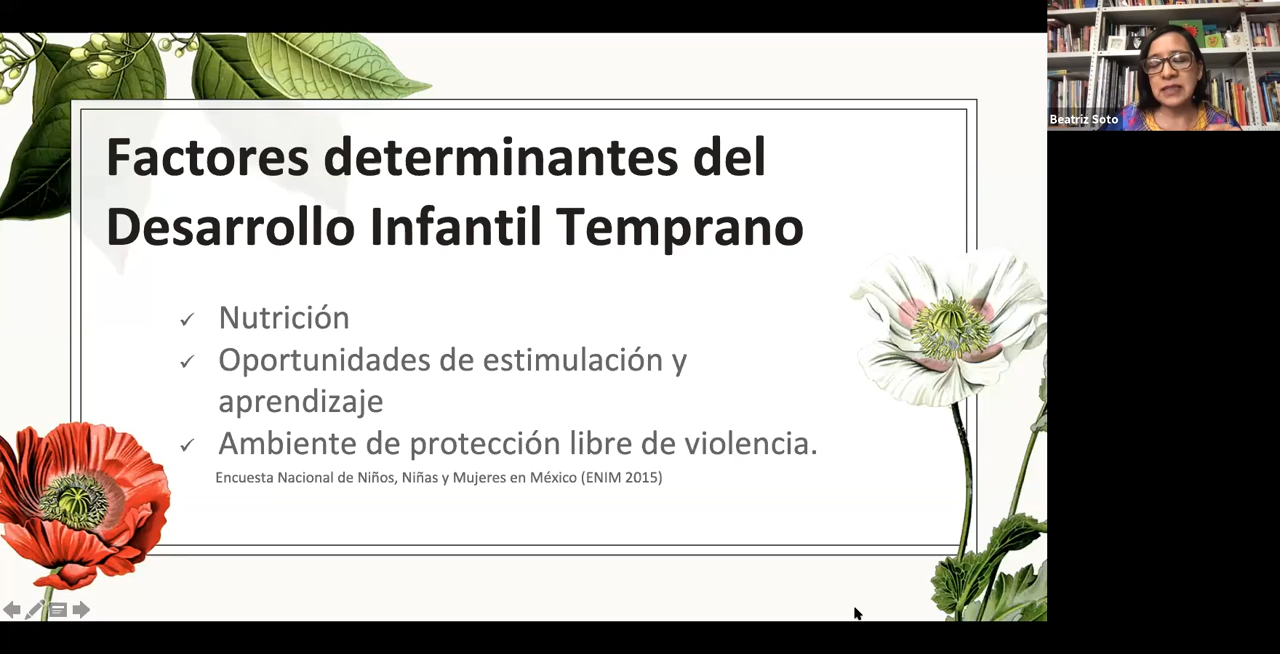 Factores determinantes del
Desarrollo Infantil Temprano
✓ Nutrición
✓ Oportunidades de estimulación y
aprendizaje
✓ Ambiente de protección libre de violencia.
Encuesta Nacional de Niños, Niñas y Mujeres en México (ENIM 2015)
Beatriz Soto